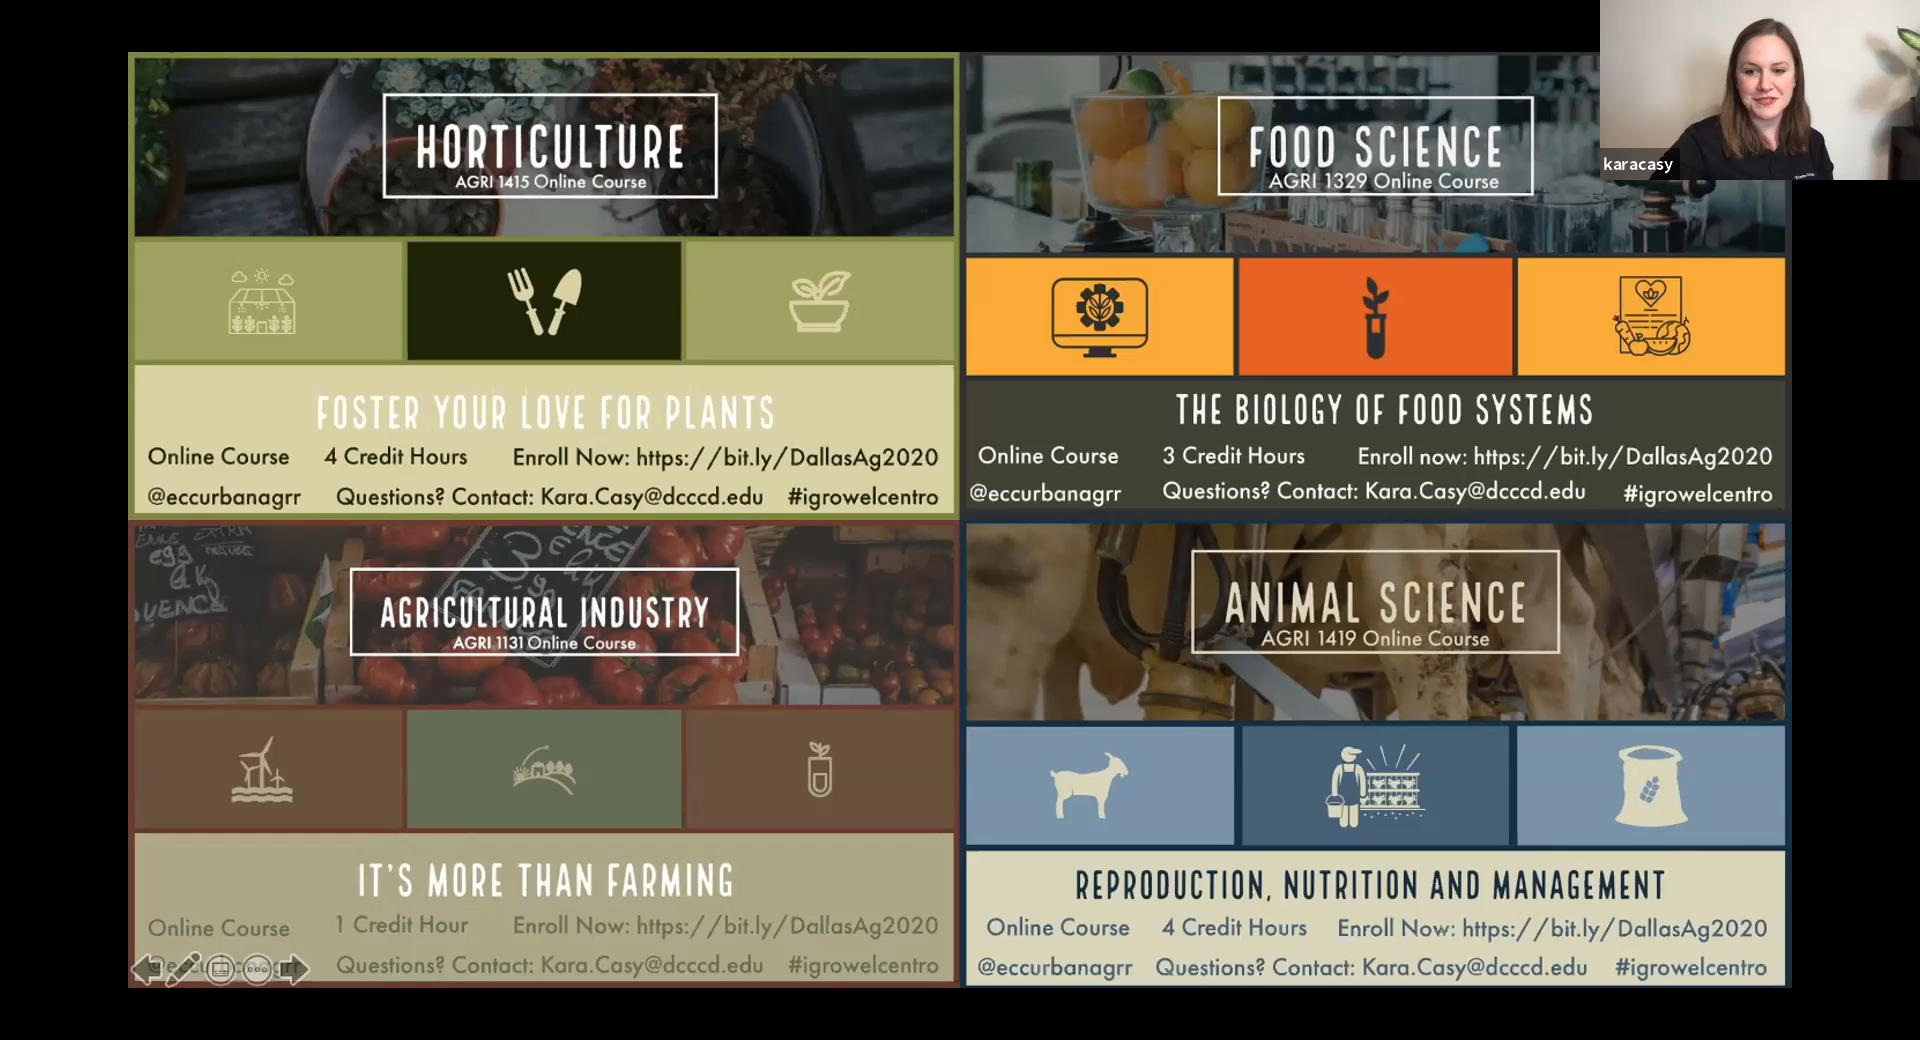 HORTICULTURE
AGRI 1415 Online Course
FOSTER YOUR LOVE FOR PLANTS
Online Course 4 Credit Hours Enroll Now: https://bit.ly/DallasAg2020
@eccurbanagrr Questions? Contact: Kara.Casy@dcccd.edu #igrowelcentro
FOOD SCIENCE
AGRI 1329 Online Course
THE BIOLOGY OF FOOD SYSTEMS
Online Course 3 Credit Hours Enroll now: https://bit.ly/DallasAg2020
@eccurbanagrr Questions? Contact: Kara.Casy@dcccd.edu #igrowelcentro
karacasy
egg
AGRICULTURAL INDUSTRY
AGRI 1131 Online Course
IT'S MORE THAN FARMING
Online Course 1 Credit Hour Enroll Now: https://bit.ly/DallasAg2020
Questions? Contact: Kara.Casy@dcccd.edu #igrowelcentro
ANIMAL SCIENCE
AGRI 1419 Online Course
REPRODUCTION, NUTRITION AND MANAGEMENT
Online Course 4 Credit Hours Enroll Now: https://bit.ly/DallasAg2020
@eccurbanagrr Questions? Contact: Kara.Casy@dcccd.edu #igrowelcentro